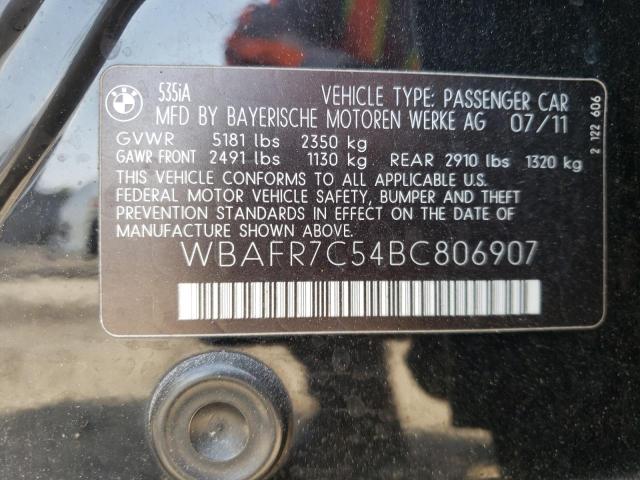 535iA VEHICLE TYPE: PASSENGER CAR
MFD BY BAYERISCHE MOTOREN WERKE AG 07/11
GVWR 5181 lbs 2350 kg
GAWR FRONT 2491 lbs 1130 kg REAR 2910 lbs 1320 kg
THIS VEHICLE CONFORMS TO ALL APPLICABLE U.S.
FEDERAL MOTOR VEHICLE SAFETY, BUMPER AND THEFT
PREVENTION STANDARDS IN EFFECT ON THE DATE OF
MANUFACTURE SHOWN ABOVE.
WBAFR7C54BC806907
2 122 606